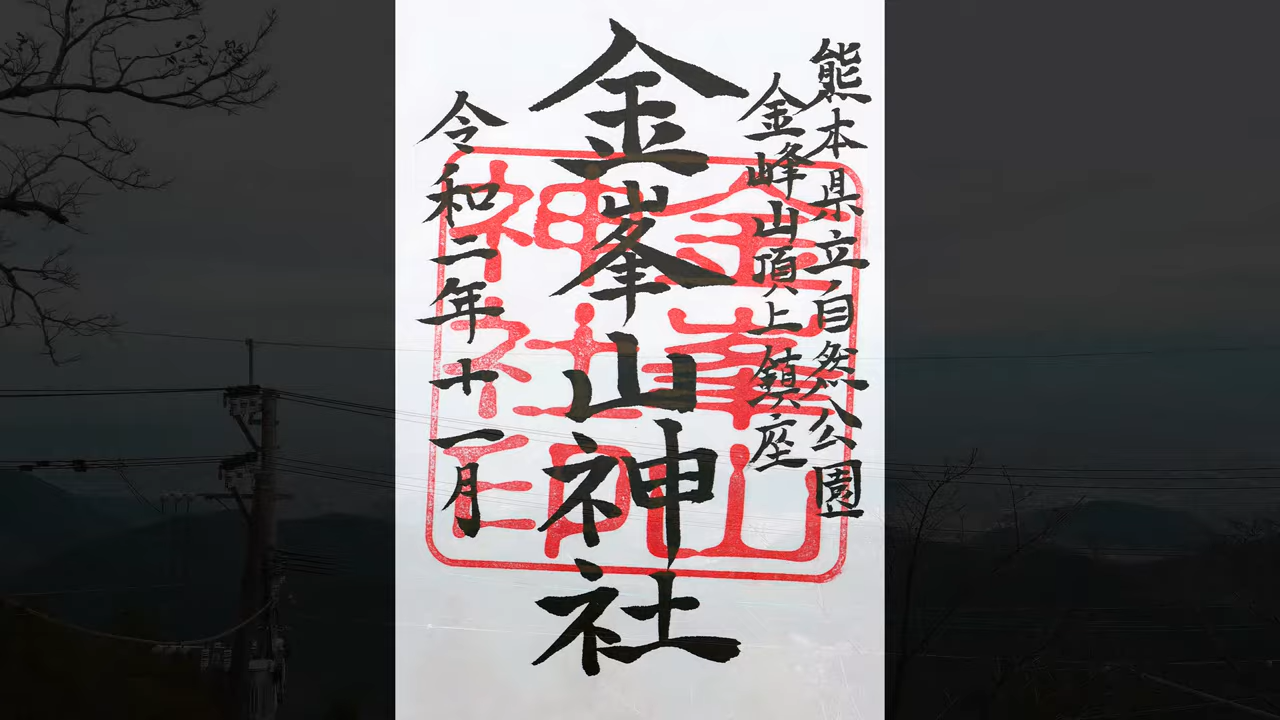 熊本県立自然公園
金峰山頂上鎮座
金峯山神社
令和二年十一月
金峯山
神社印